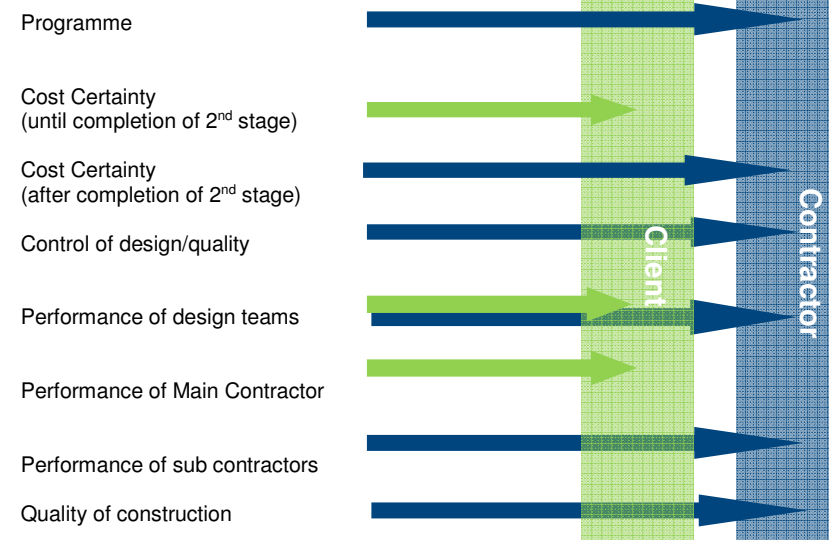 Programme
Cost Certainty
(until completion of 2nd stage)
Cost Certainty
(after completion of 2nd stage)
Control of design/quality
Performance of design teams
Performance of Main Contractor
Performance of sub contractors
Quality of construction
Client
Contractor